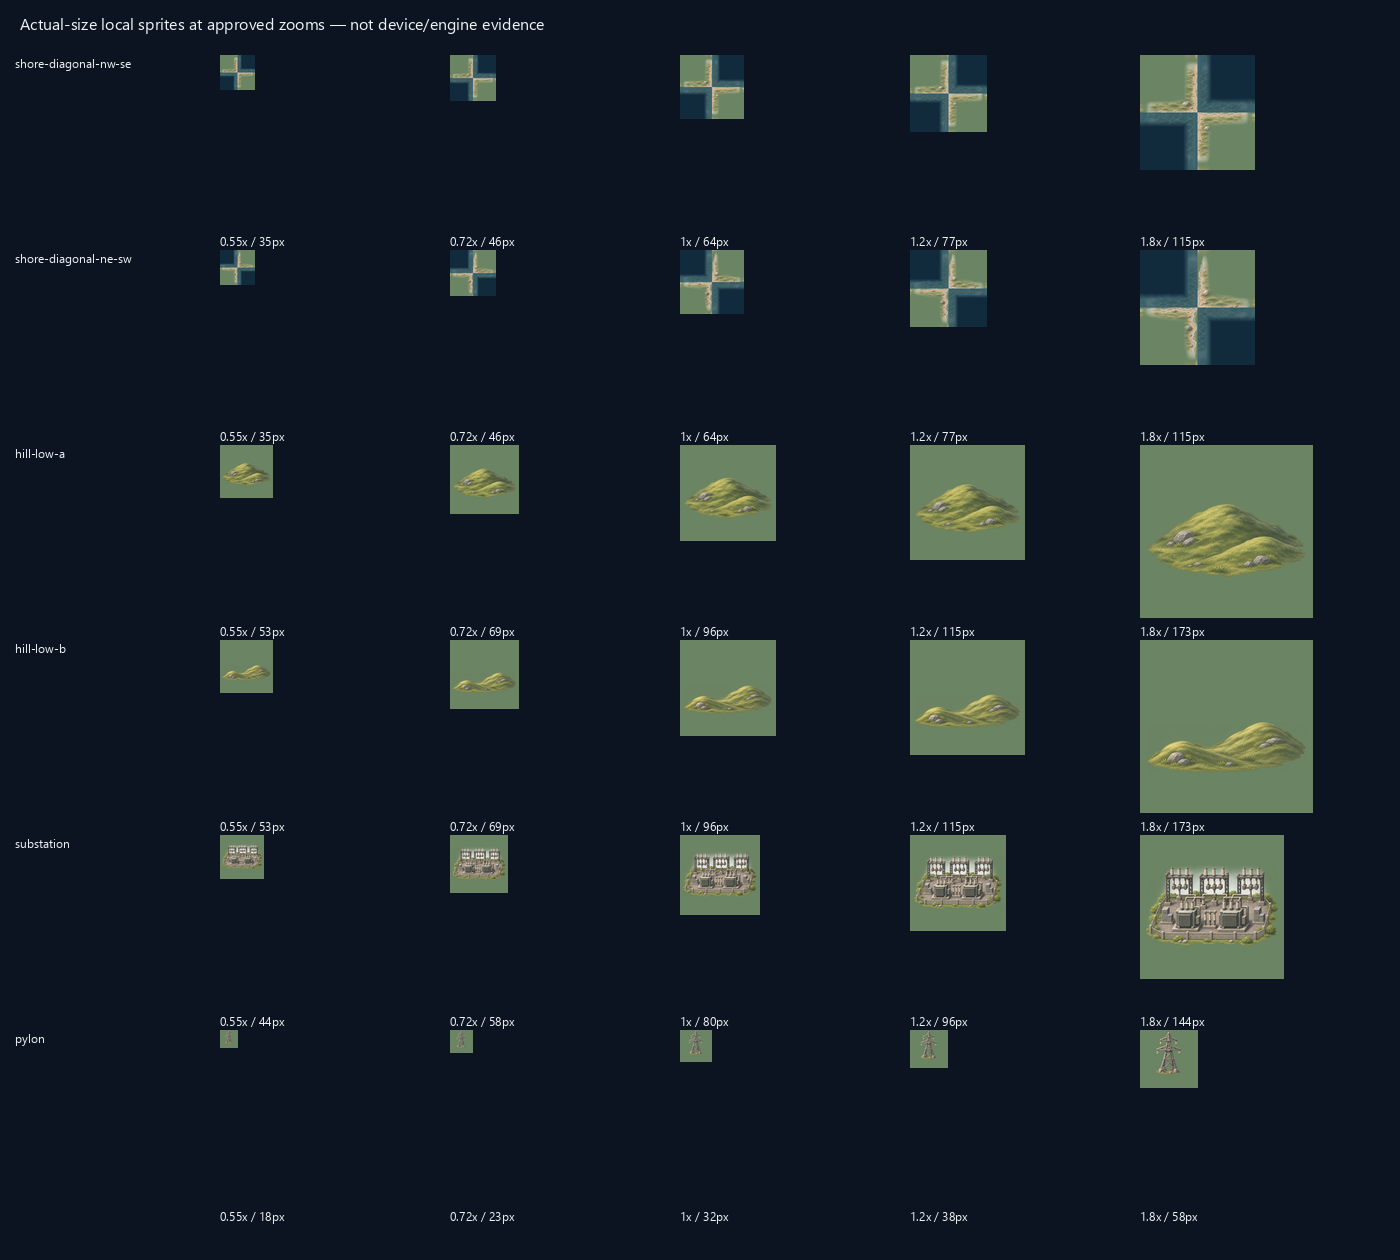 Actual-size local sprites at approved zooms — not device/engine evidence
shore-diagonal-nw-se
0.55x / 35px 0.72x / 46px 1x / 64px 1.2x / 77px 1.8x / 115px
shore-diagonal-ne-sw
0.55x / 35px 0.72x / 46px 1x / 64px 1.2x / 77px 1.8x / 115px
hill-low-a
0.55x / 53px 0.72x / 69px 1x / 96px 1.2x / 115px 1.8x / 173px
hill-low-b
0.55x / 53px 0.72x / 69px 1x / 96px 1.2x / 115px 1.8x / 173px
substation
0.55x / 44px 0.72x / 58px 1x / 80px 1.2x / 96px 1.8x / 144px
pylon
0.55x / 18px 0.72x / 23px 1x / 32px 1.2x / 38px 1.8x / 58px